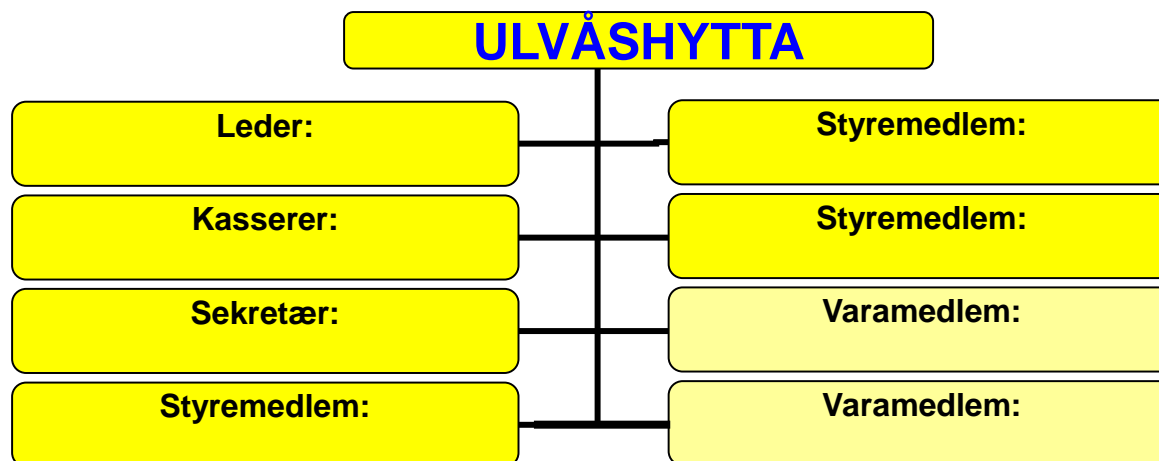 ULVÅSHYTTA
Leder:
Styremedlem:
Kasserer:
Styremedlem:
Sekretær:
Varamedlem:
Styremedlem:
Varamedlem: